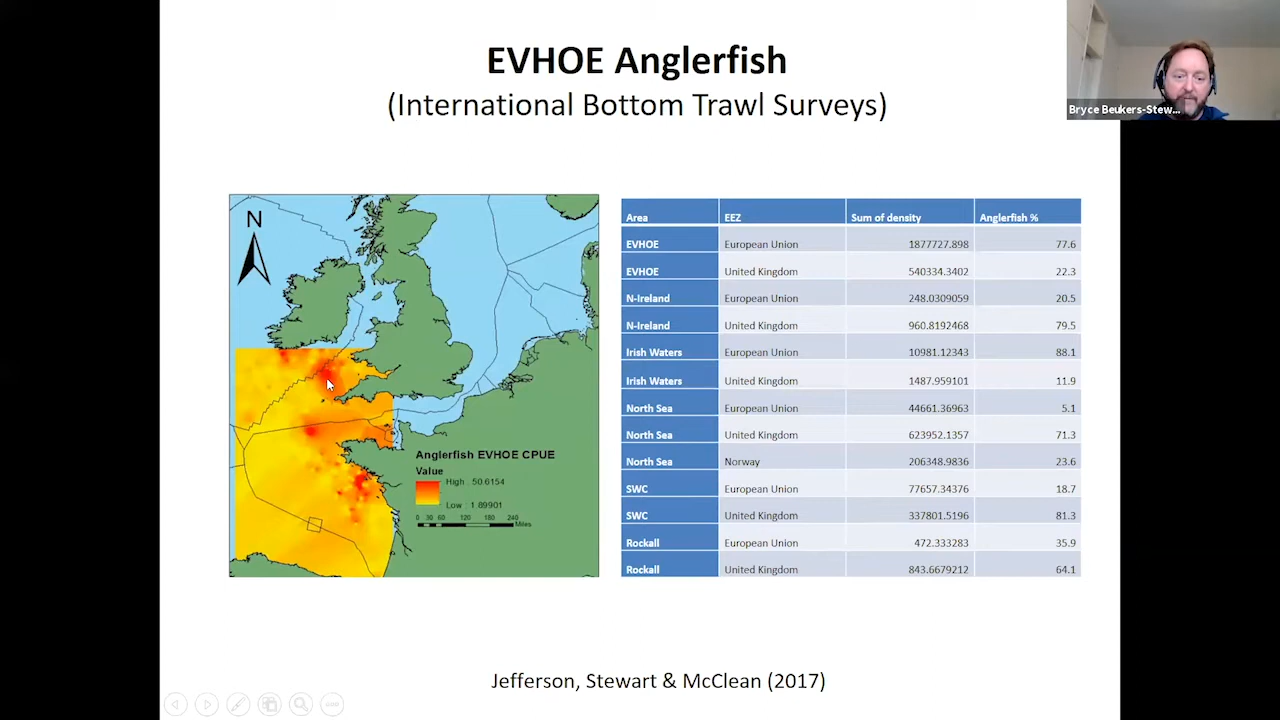 EVHOE Anglerfish
(International Bottom Trawl Surveys)
Bryce Beukers-Stew...
N
Anglerfish EVHOE CPUE
Value
High : 50.6154
Low : 1.89901
0 30 60 120 180 240
Miles
Area EEZ Sum of density Anglerfish %
EVHOE European Union 1877727.898 77.6
EVHOE United Kingdom 540334.3402 22.3
N-Ireland European Union 248.0309059 20.5
N-Ireland United Kingdom 960.8192468 79.5
Irish Waters European Union 10981.12343 88.1
Irish Waters United Kingdom 1487.959101 11.9
North Sea European Union 44661.36963 5.1
North Sea United Kingdom 623952.1357 71.3
North Sea Norway 206348.9836 23.6
SWC European Union 77657.34376 18.7
SWC United Kingdom 337801.5196 81.3
Rockall European Union 472.333283 35.9
Rockall United Kingdom 843.6679212 64.1
Jefferson, Stewart & McClean (2017)